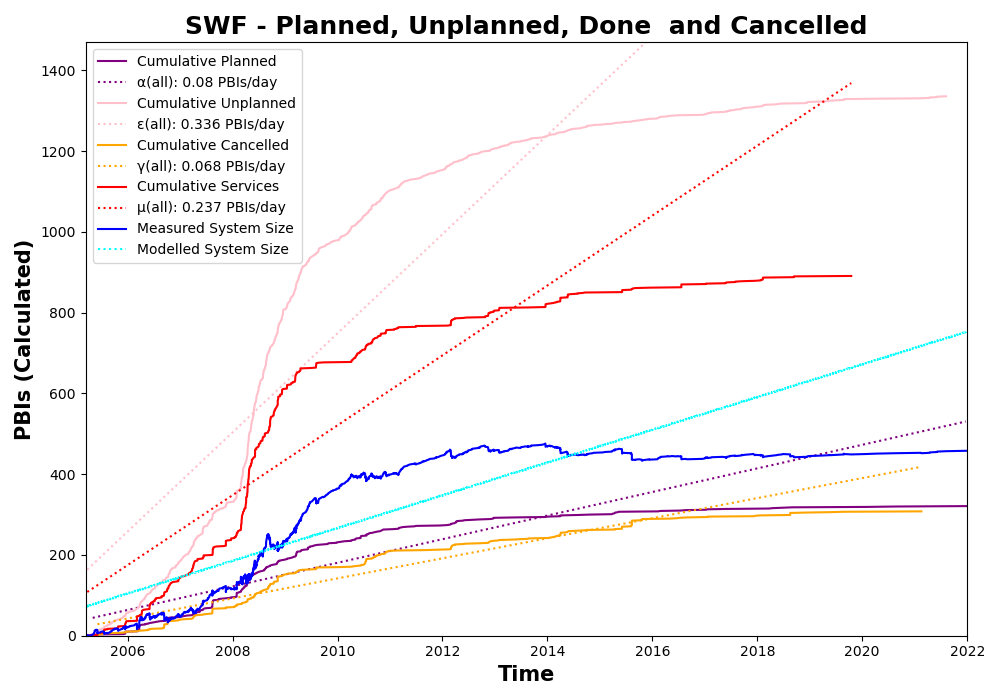 SWF - Planned, Unplanned, Done  and Cancelled
Cumulative Planned
α(all): 0.08 PBIs/day
Cumulative Unplanned
ε(all): 0.336 PBIs/day
Cumulative Cancelled
γ(all): 0.068 PBIs/day
Cumulative Services
μ(all): 0.237 PBIs/day
Measured System Size
Modelled System Size
PBIs (Calculated)
1400
1200
1000
800
600
400
200
0
2006 2008 2010 2012 2014 2016 2018 2020 2022
Time